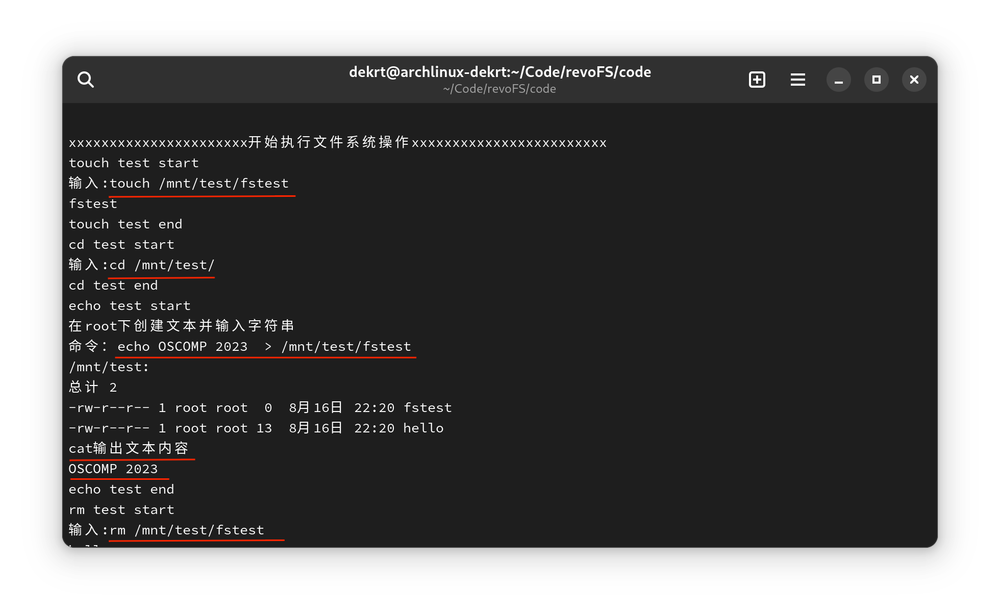 dekrt@archlinux-dekrt:~/Code/revoFS/code
~/Code/revoFS/code
xxxxxxxxxxxxxxxxxxxxxx开始执行文件系统操作xxxxxxxxxxxxxxxxxxxxxxxx
touch test start
输入:touch /mnt/test/fstest
fstest
touch test end
cd test start
输入:cd /mnt/test/
cd test end
echo test start
在root下创建文本并输入字符串
命令: echo OSCOMP 2023  > /mnt/test/fstest
/mnt/test:
总计 2
-rw-r--r-- 1 root root  0  8月16日 22:20 fstest
-rw-r--r-- 1 root root 13  8月16日 22:20 hello
cat输出文本内容
OSCOMP 2023
echo test end
rm test start
输入:rm /mnt/test/fstest